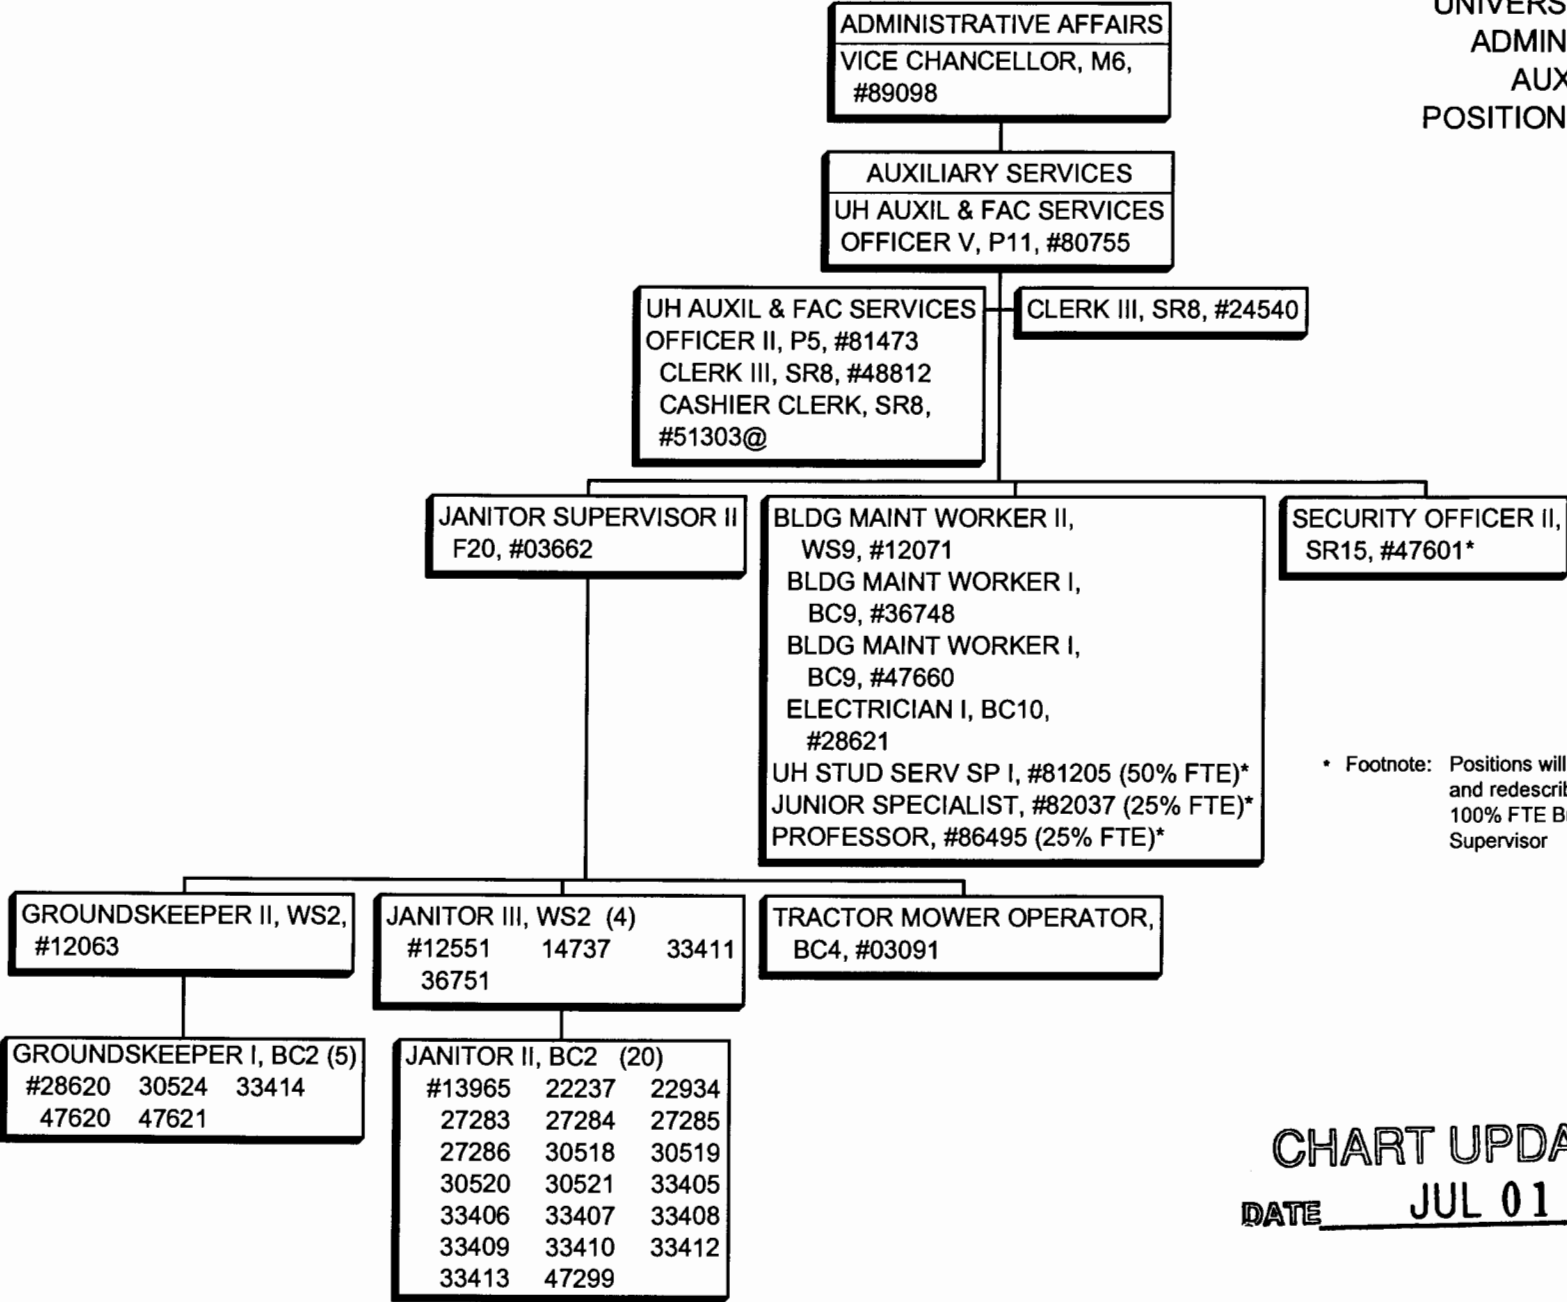 ADMINISTRATIVE AFFAIRS
VICE CHANCELLOR, M6,
#89098
ADMIN
AUX
POSITION
AUXILIARY SERVICES
UH AUXIL & FAC SERVICES
OFFICER V, P11, #80755
UH AUXIL & FAC SERVICES
OFFICER II, P5, #81473
CLERK III, SR8, #48812
CASHIER CLERK, SR8,
#51303@
CLERK III, SR8, #24540
JANITOR SUPERVISOR II
F20, #03662
BLDG MAINT WORKER II,
WS9, #12071
BLDG MAINT WORKER I,
BC9, #36748
BLDG MAINT WORKER I,
BC9, #47660
ELECTRICIAN I, BC10,
#28621
UH STUD SERV SP I, #81205 (50% FTE)*
JUNIOR SPECIALIST, #82037 (25% FTE)*
PROFESSOR, #86495 (25% FTE)*
SECURITY OFFICER II,
SR15, #47601*
* Footnote: Positions will
and redescri
100% FTE B
Supervisor
GROUNDSKEEPER II, WS2,
#12063
JANITOR III, WS2 (4)
#12551 14737 33411
36751
TRACTOR MOWER OPERATOR,
BC4, #03091
GROUNDSKEEPER I, BC2 (5)
#28620 30524 33414
47620 47621
JANITOR II, BC2 (20)
#13965 22237 22934
27283 27284 27285
27286 30518 30519
30520 30521 33405
33406 33407 33408
33409 33410 33412
33413 47299
CHART UPDA
DATE JUL 01